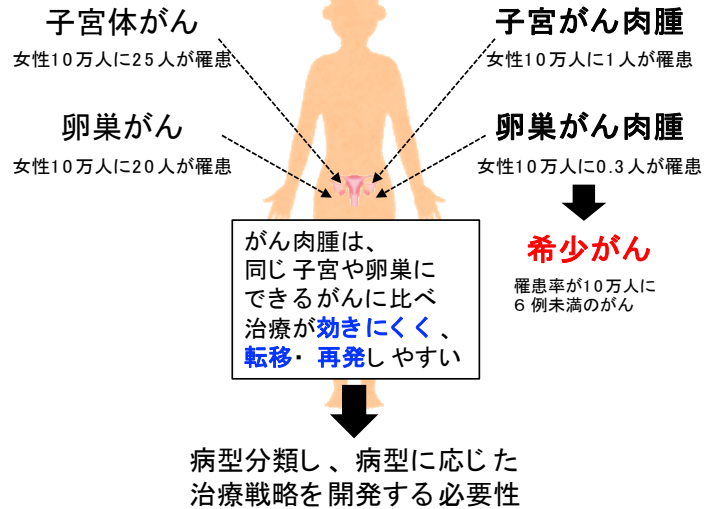 子宮体がん
女性10万人に25人が罹患
卵巣がん
女性10万人に20人が罹患
子宮がん肉腫
女性10万人に1人が罹患
卵巣がん肉腫
女性10万人に0.3人が罹患
希少がん
罹患率が10万人に
6例未満のがん
がん肉腫は、
同じ子宮や卵巣に
できるがんに比べ
治療が効きにくく、
転移・再発しやすい
病型分類し、病型に応じた
治療戦略を開発する必要性